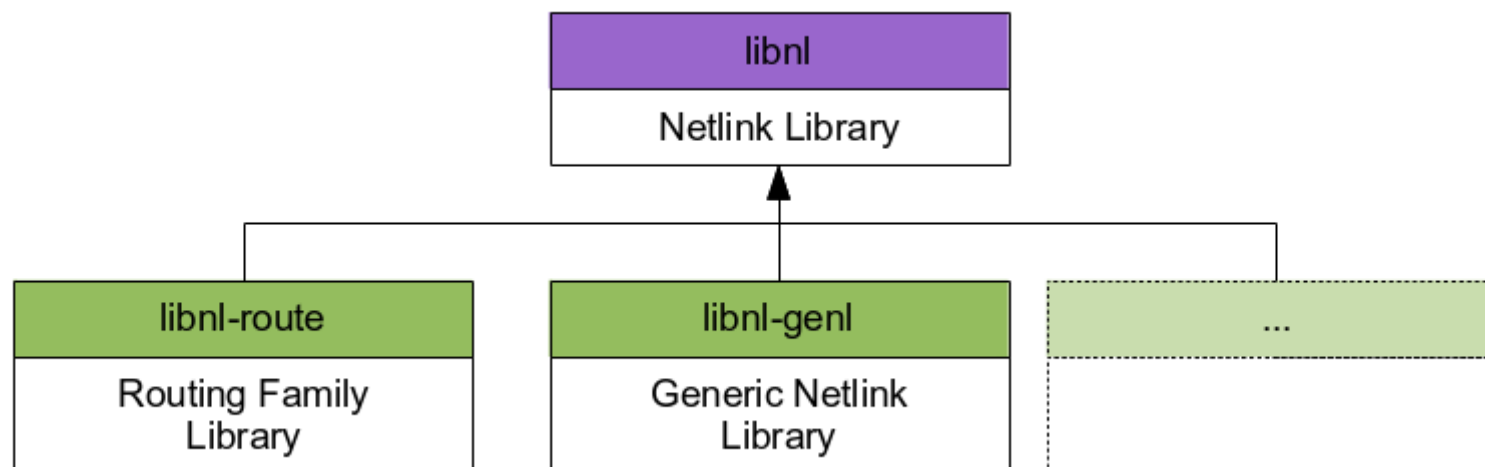 libnl
Netlink Library
libnl-route
libnl-genl
...
Routing Family
Library
Generic Netlink
Library